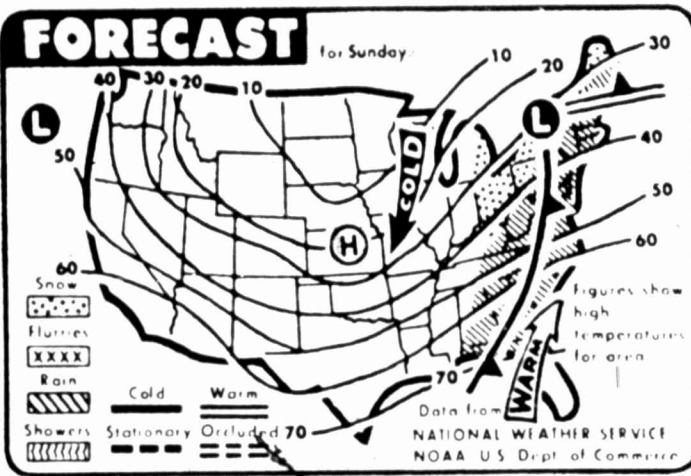 FORECAST
for Sunday
40 30 20 10
10
20
30
L
L
40
50
COLD
50
H
60
60
Snow
Flurries
Rain
Showers
Cold Warm
Stationary Occluded
70
70
WARM
Figures show
high
temperatures
for area
Data from
NATIONAL WEATHER SERVICE
NOAA US Dept of Commerce